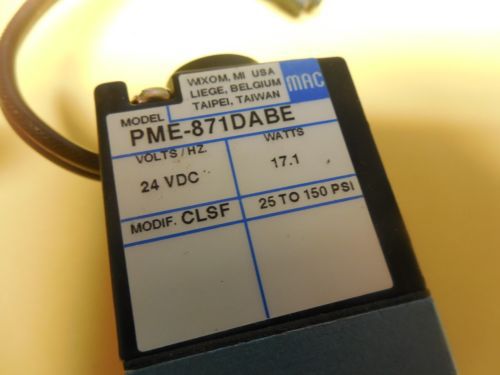 WIXOM, MI USA
LIEGE, BELGIUM
TAIPEI, TAIWAN
MAC
MODEL
PME-871DABE
VOLTS/HZ.
WATTS
24 VDC
17.1
MODIF. CLSF
25 TO 150 PSI